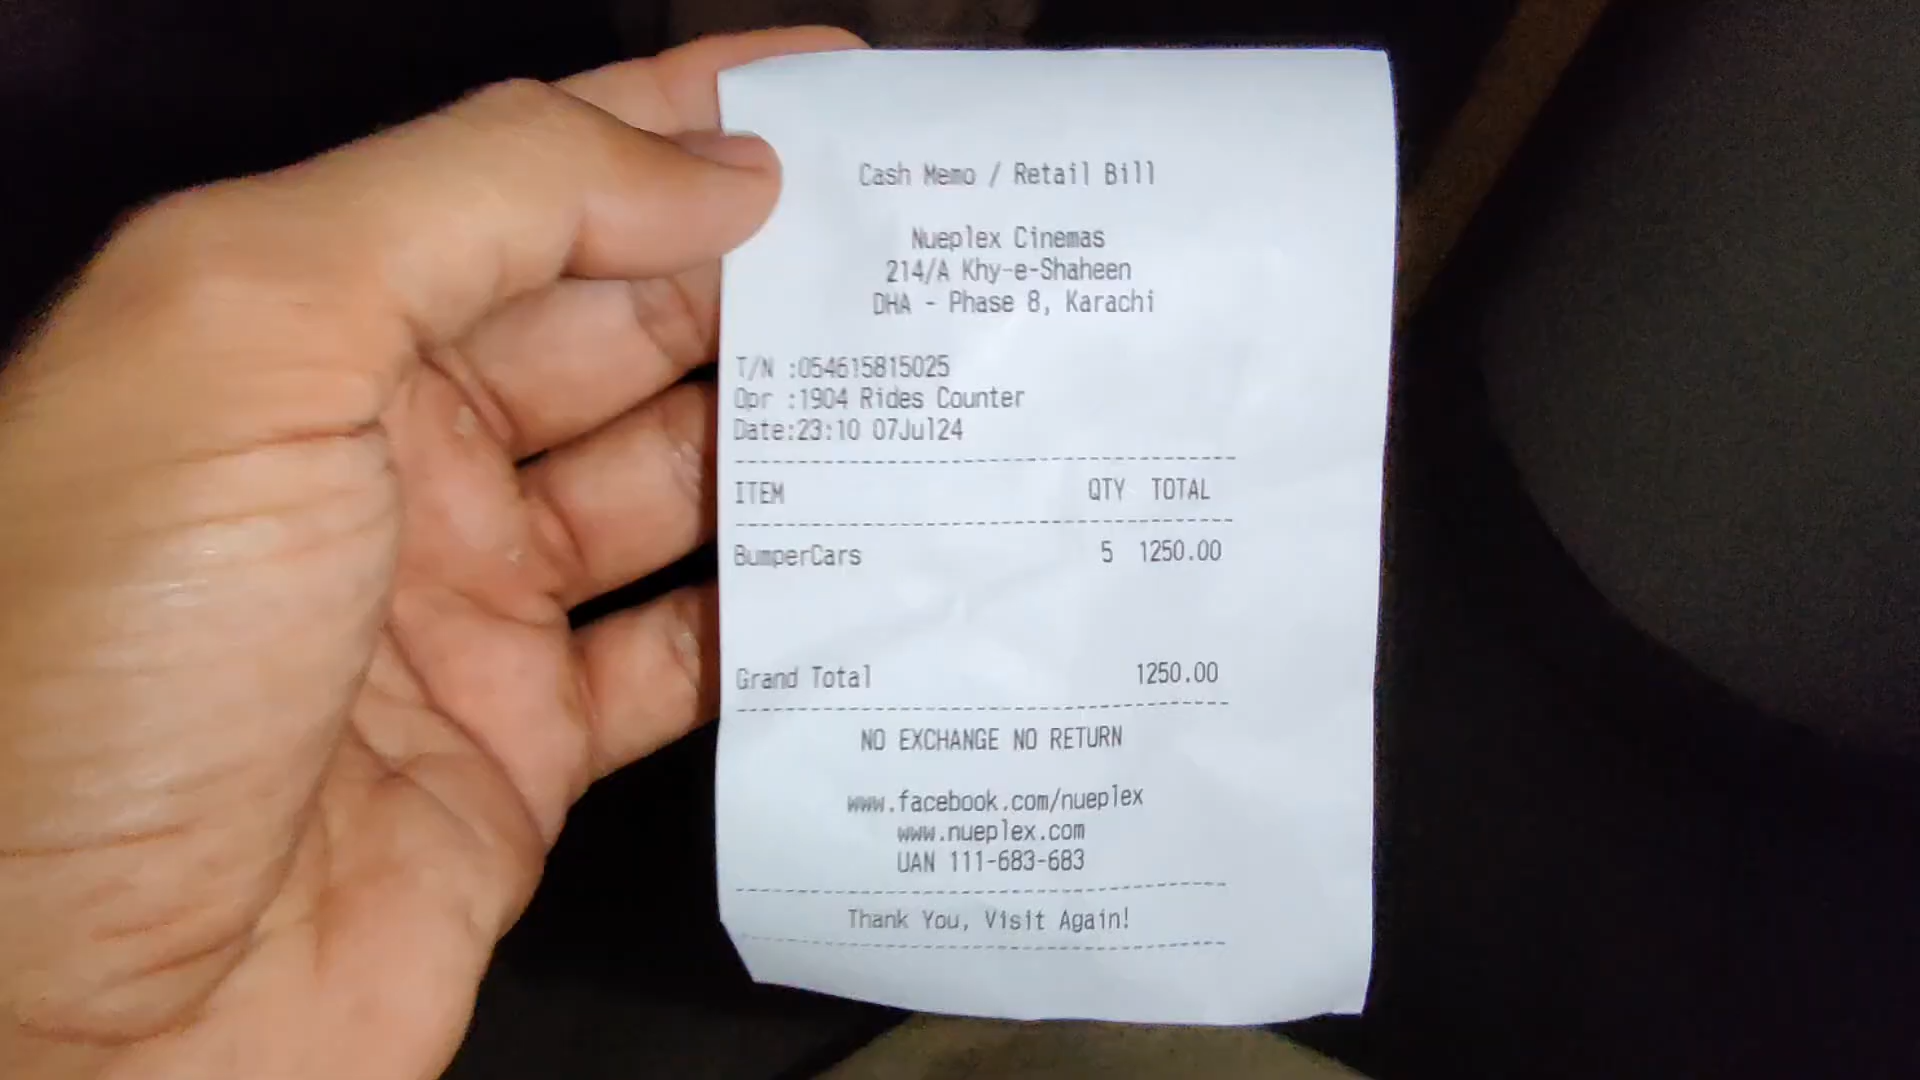 Cash Memo / Retail Bill
Nueplex Cinemas
214/A Khy-e-Shaheen
DHA - Phase 8, Karachi
T/N :054615815025
Opr :1904 Rides Counter
Date:23:10 07Jul24
ITEM QTY TOTAL
BumperCars 5 1250.00
Grand Total 1250.00
NO EXCHANGE NO RETURN
www.facebook.com/nueplex
www.nueplex.com
UAN 111-683-683
Thank You, Visit Again!